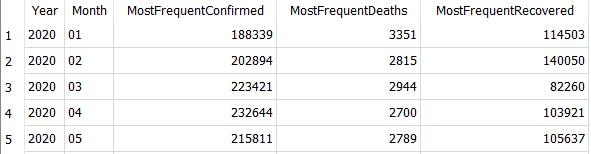 Year Month MostFrequentConfirmed MostFrequentDeaths MostFrequentRecovered
1 2020 01 188339 3351 114503
2 2020 02 202894 2815 140050
3 2020 03 223421 2944 82260
4 2020 04 232644 2700 103921
5 2020 05 215811 2789 105637